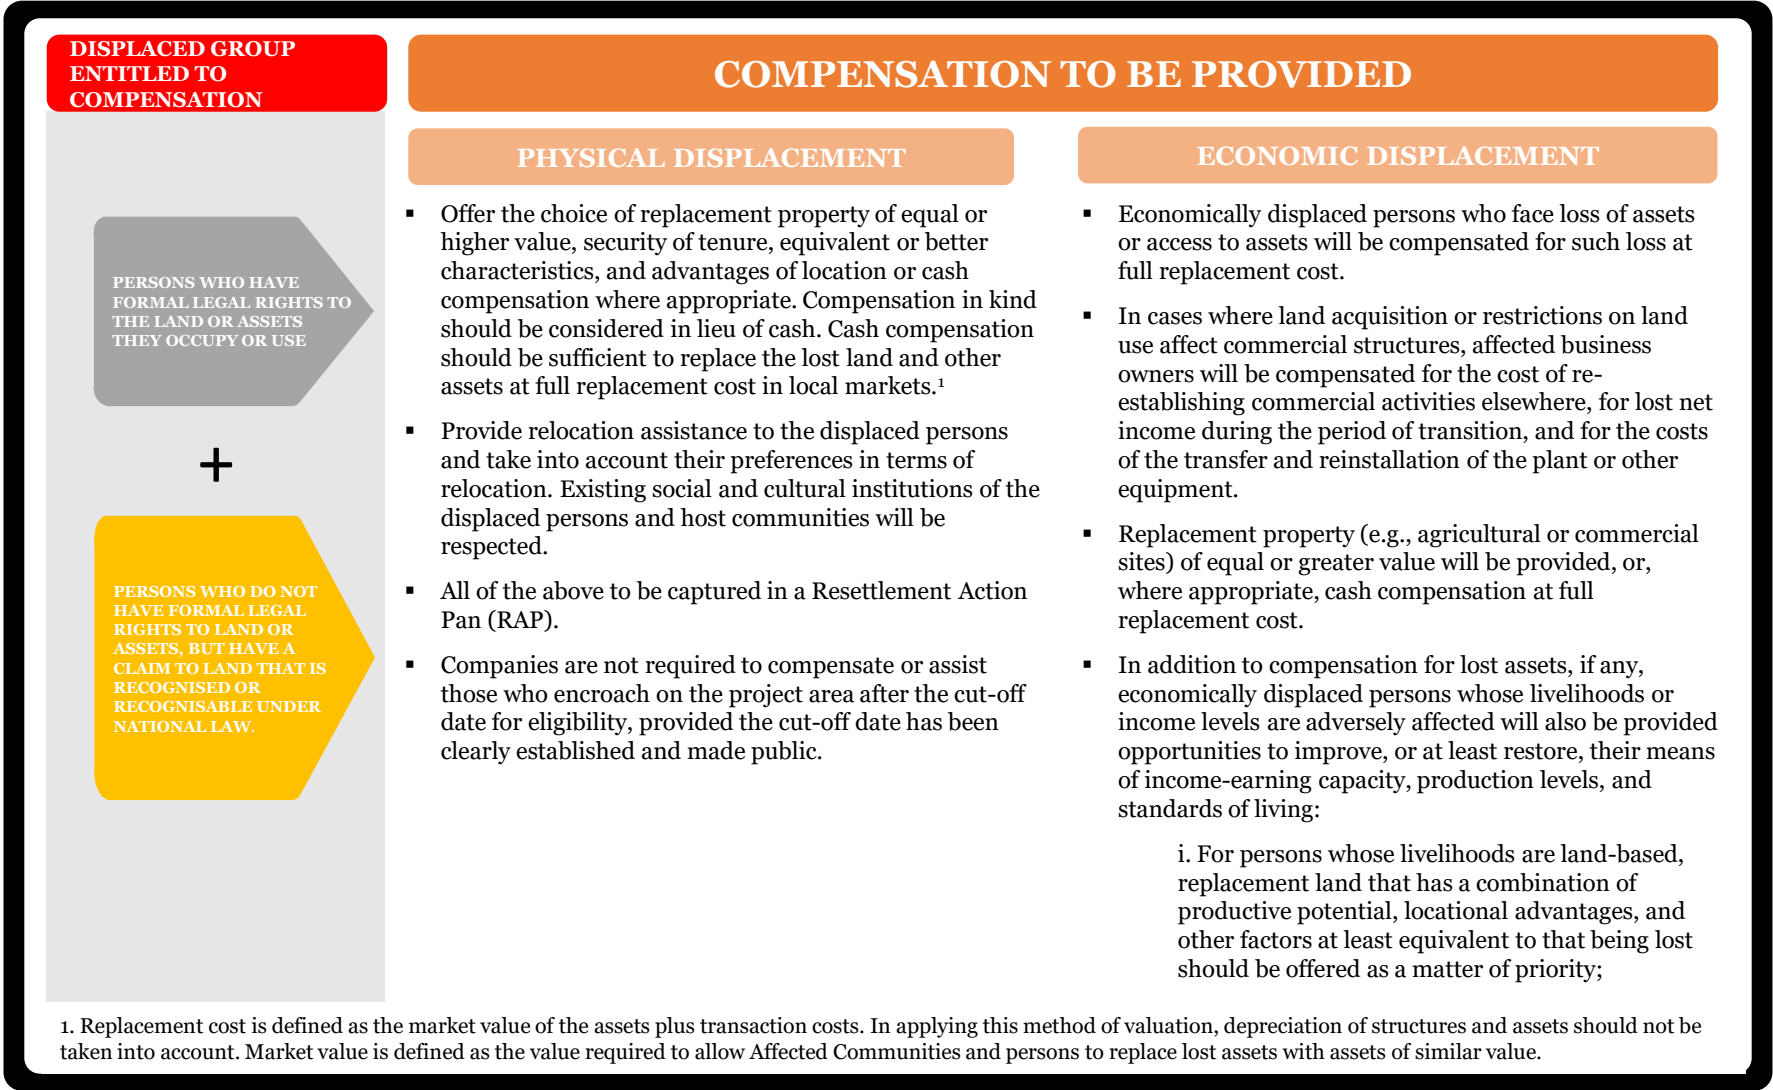 DISPLACED GROUP
ENTITLED TO
COMPENSATION
COMPENSATION TO BE PROVIDED
PERSONS WHO HAVE
FORMAL LEGAL RIGHTS TO
THE LAND OR ASSETS
THEY OCCUPY OR USE
+
PERSONS WHO DO NOT
HAVE FORMAL LEGAL
RIGHTS TO LAND OR
ASSETS, BUT HAVE A
CLAIM TO LAND THAT IS
RECOGNISED OR
RECOGNISABLE UNDER
NATIONAL LAW.
PHYSICAL DISPLACEMENT
▪ Offer the choice of replacement property of equal or
higher value, security of tenure, equivalent or better
characteristics, and advantages of location or cash
compensation where appropriate. Compensation in kind
should be considered in lieu of cash. Cash compensation
should be sufficient to replace the lost land and other
assets at full replacement cost in local markets.¹
▪ Provide relocation assistance to the displaced persons
and take into account their preferences in terms of
relocation. Existing social and cultural institutions of the
displaced persons and host communities will be
respected.
▪ All of the above to be captured in a Resettlement Action
Pan (RAP).
▪ Companies are not required to compensate or assist
those who encroach on the project area after the cut-off
date for eligibility, provided the cut-off date has been
clearly established and made public.
ECONOMIC DISPLACEMENT
▪ Economically displaced persons who face loss of assets
or access to assets will be compensated for such loss at
full replacement cost.
▪ In cases where land acquisition or restrictions on land
use affect commercial structures, affected business
owners will be compensated for the cost of re-
establishing commercial activities elsewhere, for lost net
income during the period of transition, and for the costs
of the transfer and reinstallation of the plant or other
equipment.
▪ Replacement property (e.g., agricultural or commercial
sites) of equal or greater value will be provided, or,
where appropriate, cash compensation at full
replacement cost.
▪ In addition to compensation for lost assets, if any,
economically displaced persons whose livelihoods or
income levels are adversely affected will also be provided
opportunities to improve, or at least restore, their means
of income-earning capacity, production levels, and
standards of living:
i. For persons whose livelihoods are land-based,
replacement land that has a combination of
productive potential, locational advantages, and
other factors at least equivalent to that being lost
should be offered as a matter of priority;
1. Replacement cost is defined as the market value of the assets plus transaction costs. In applying this method of valuation, depreciation of structures and assets should not be
taken into account. Market value is defined as the value required to allow Affected Communities and persons to replace lost assets with assets of similar value.